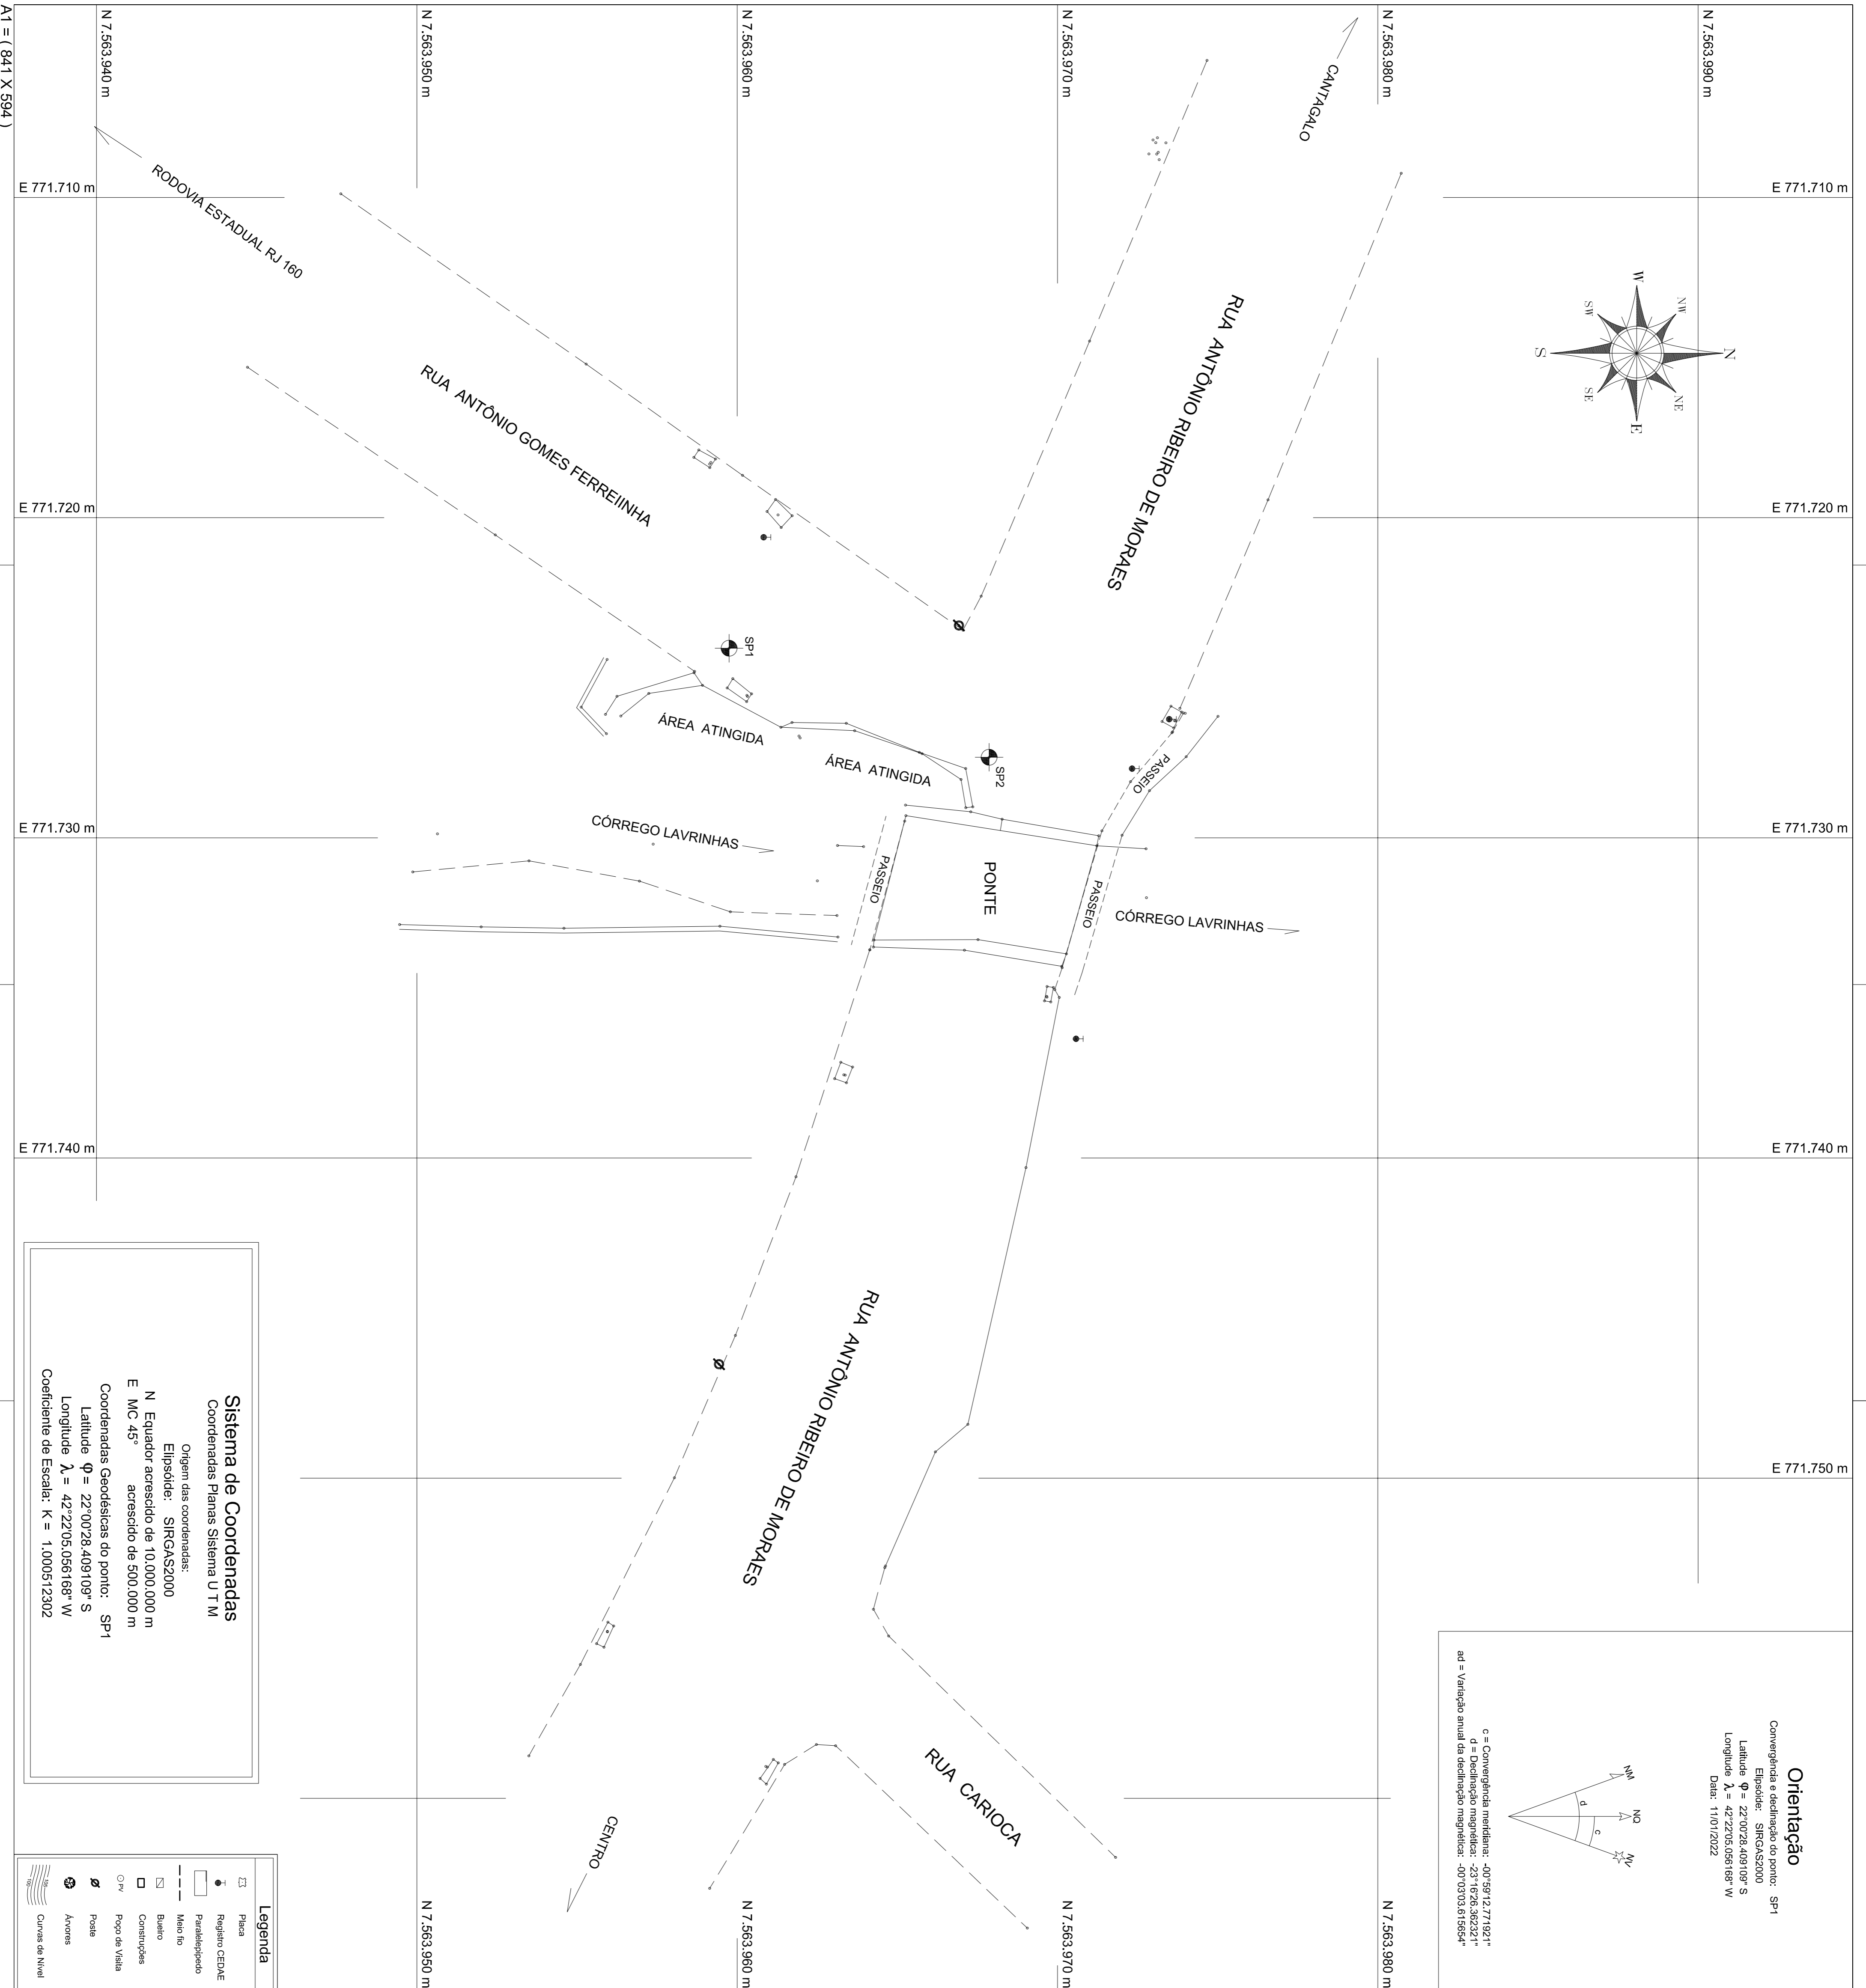 A1 = ( 841 X 594 )
N 7.563.940 m
N 7.563.950 m
N 7.563.960 m
N 7.563.970 m
N 7.563.980 m
N 7.563.990 m
E 771.710 m
E 771.710 m
E 771.720 m
E 771.720 m
E 771.730 m
E 771.730 m
E 771.740 m
E 771.740 m
E 771.750 m
N 7.563.950 m
N 7.563.960 m
N 7.563.970 m
N 7.563.980 m
CANTAGALO
RODOVIA ESTADUAL RJ 160
RUA ANTÔNIO RIBEIRO DE MORAES
RUA ANTÔNIO GOMES FERREIINHA
N
NE
E
SE
S
SW
W
NW
SP1
SP2
ÁREA ATINGIDA
ÁREA ATINGIDA
PASSEIO
CÓRREGO LAVRINHAS
PASSEIO
PONTE
PASSEIO
CÓRREGO LAVRINHAS
RUA ANTÔNIO RIBEIRO DE MORAES
RUA CARIOCA
CENTRO
Sistema de Coordenadas
Coordenadas Planas Sistema U T M
Origem das coordenadas:
Elipsóide: SIRGAS2000
N Equador acrescido de 10.000.000 m
E MC 45° acrescido de 500.000 m
Coordenadas Geodésicas do ponto: SP1
Latitude φ = 22°00'28.409109" S
Longitude λ = 42°22'05.056168" W
Coeficiente de Escala: K = 1.000512302
Orientação
Convergência e declinação do ponto: SP1
Elipsóide: SIRGAS2000
Latitude φ = 22°00'28.409109" S
Longitude λ = 42°22'05.056168" W
Data: 11/01/2022
NM
NQ
NV
d
c
c = Convergência meridiana: -00°59'12.771921"
d = Declinação magnética: -23°16'26.362321"
ad = Variação anual da declinação magnética: -00°03'03.615654"
Legenda
Placa
Registro CEDAE
Paralelepípedo
Meio fio
Bueiro
Construções
PV Poço de Visita
Poste
Árvores
Curvas de Nível